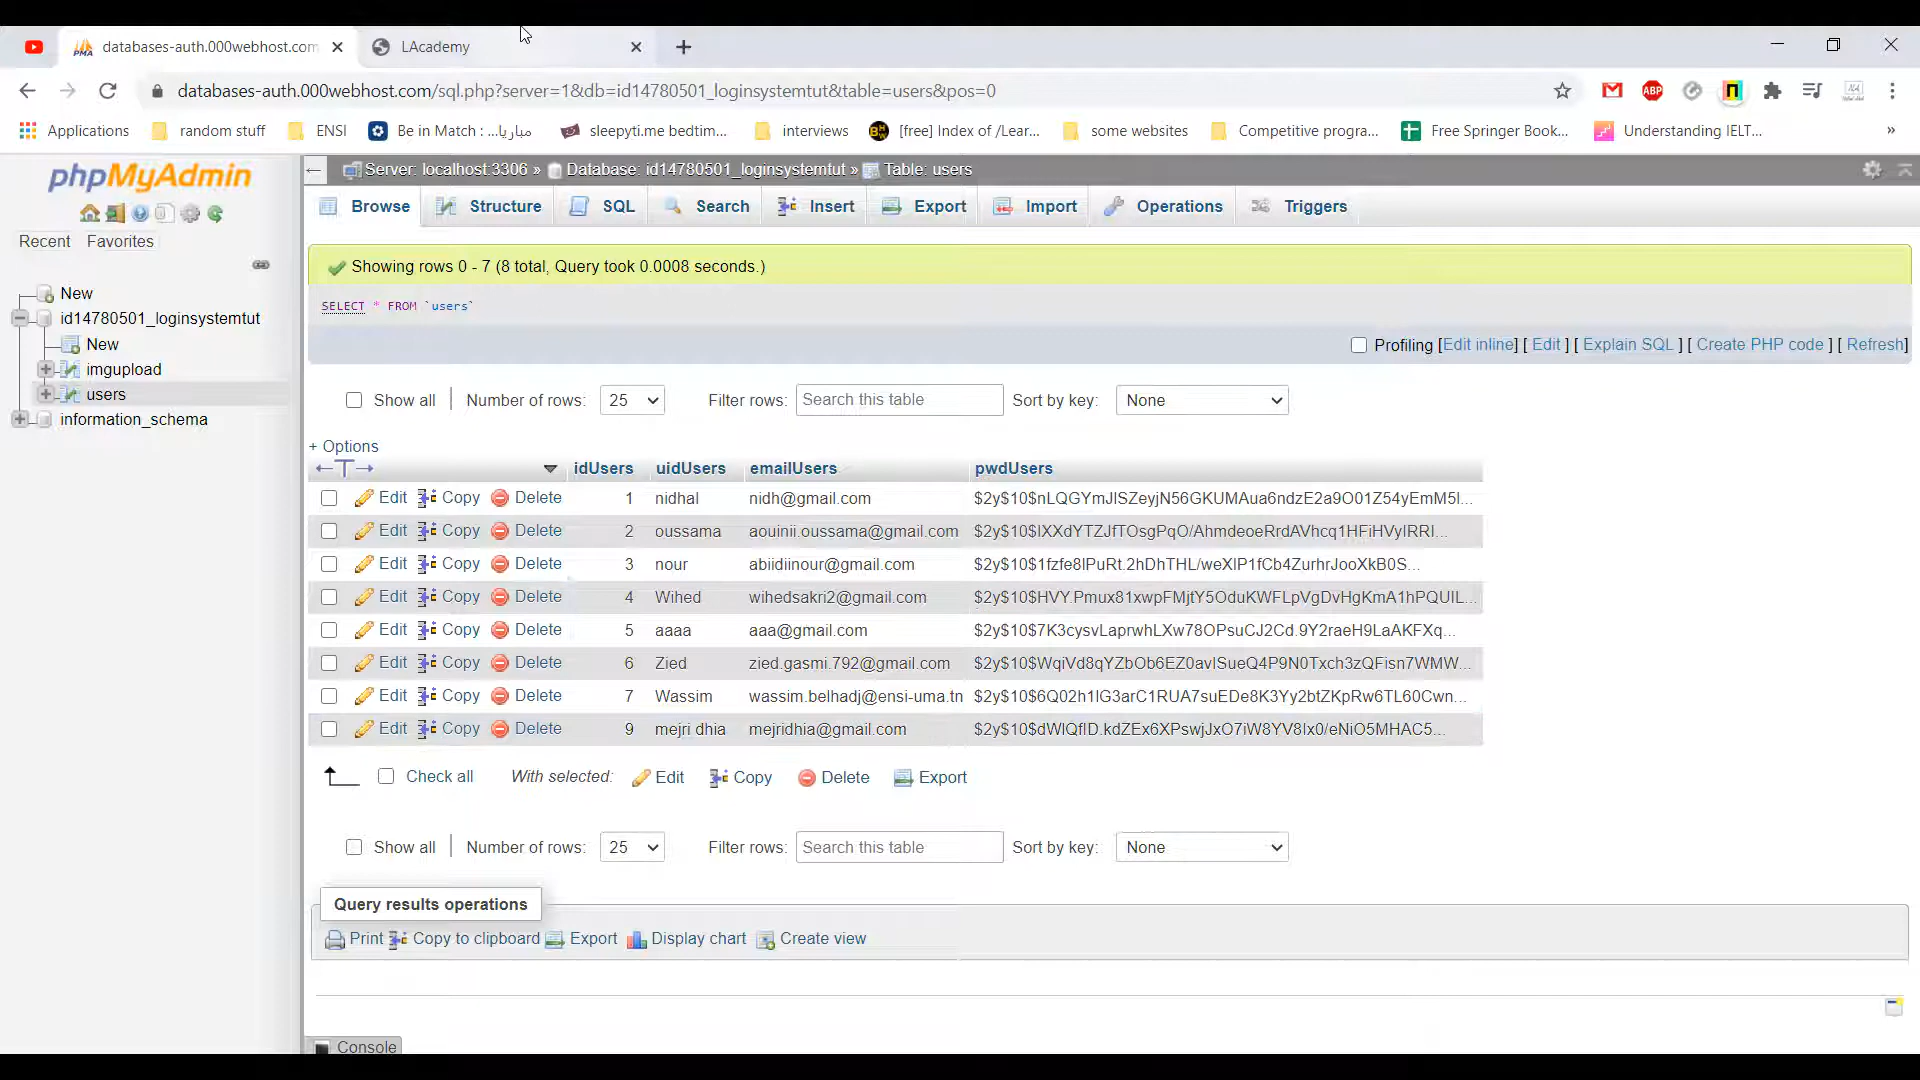 databases-auth.000webhost.com
LAcademy
databases-auth.000webhost.com/sql.php?server=1&db=id14780501_loginsystemtut&table=users&pos=0
ABP
Applications random stuff ENSI Be in Match : ...مباريا sleepyti.me bedtim... interviews [free] Index of /Lear... some websites Competitive progra... Free Springer Book... Understanding IELT... »
phpMyAdmin
Recent Favorites
New
id14780501_loginsystemtut
New
imgupload
users
information_schema
Server: localhost:3306 » Database: id14780501_loginsystemtut » Table: users
Browse Structure SQL Search Insert Export Import Operations Triggers
Showing rows 0 - 7 (8 total, Query took 0.0008 seconds.)
SELECT * FROM `users`
Profiling [Edit inline] [ Edit ] [ Explain SQL ] [ Create PHP code ] [ Refresh]
Show all Number of rows: 25 Filter rows: Search this table Sort by key: None
+ Options
←T→ idUsers uidUsers emailUsers pwdUsers
Edit Copy Delete 1 nidhal nidh@gmail.com $2y$10$nLQGYmJlSZeyjN56GKUMAua6ndzE2a9O01Z54yEmM5l...
Edit Copy Delete 2 oussama aouinii.oussama@gmail.com $2y$10$lXXdYTZJfTOsgPqO/AhmdeoeRrdAVhcq1HFiHVylRRI...
Edit Copy Delete 3 nour abiidiinour@gmail.com $2y$10$1fzfe8lPuRt.2hDhTHL/weXlP1fCb4ZurhrJooXkB0S...
Edit Copy Delete 4 Wihed wihedsakri2@gmail.com $2y$10$HVY.Pmux81xwpFMjtY5OduKWFLpVgDvHgKmA1hPQUIL...
Edit Copy Delete 5 aaaa aaa@gmail.com $2y$10$7K3cysvLaprwhLXw78OPsuCJ2Cd.9Y2raeH9LaAKFXq...
Edit Copy Delete 6 Zied zied.gasmi.792@gmail.com $2y$10$WqiVd8qYZbOb6EZ0avlSueQ4P9N0Txch3zQFisn7WMW...
Edit Copy Delete 7 Wassim wassim.belhadj@ensi-uma.tn $2y$10$6Q02h1lG3arC1RUA7suEDe8K3Yy2btZKpRw6TL60Cwn...
Edit Copy Delete 9 mejri dhia mejridhia@gmail.com $2y$10$dWlQflD.kdZEx6XPswjJxO7iW8YV8Ix0/eNiO5MHAC5...
Check all With selected: Edit Copy Delete Export
Show all Number of rows: 25 Filter rows: Search this table Sort by key: None
Query results operations
Print Copy to clipboard Export Display chart Create view
Console